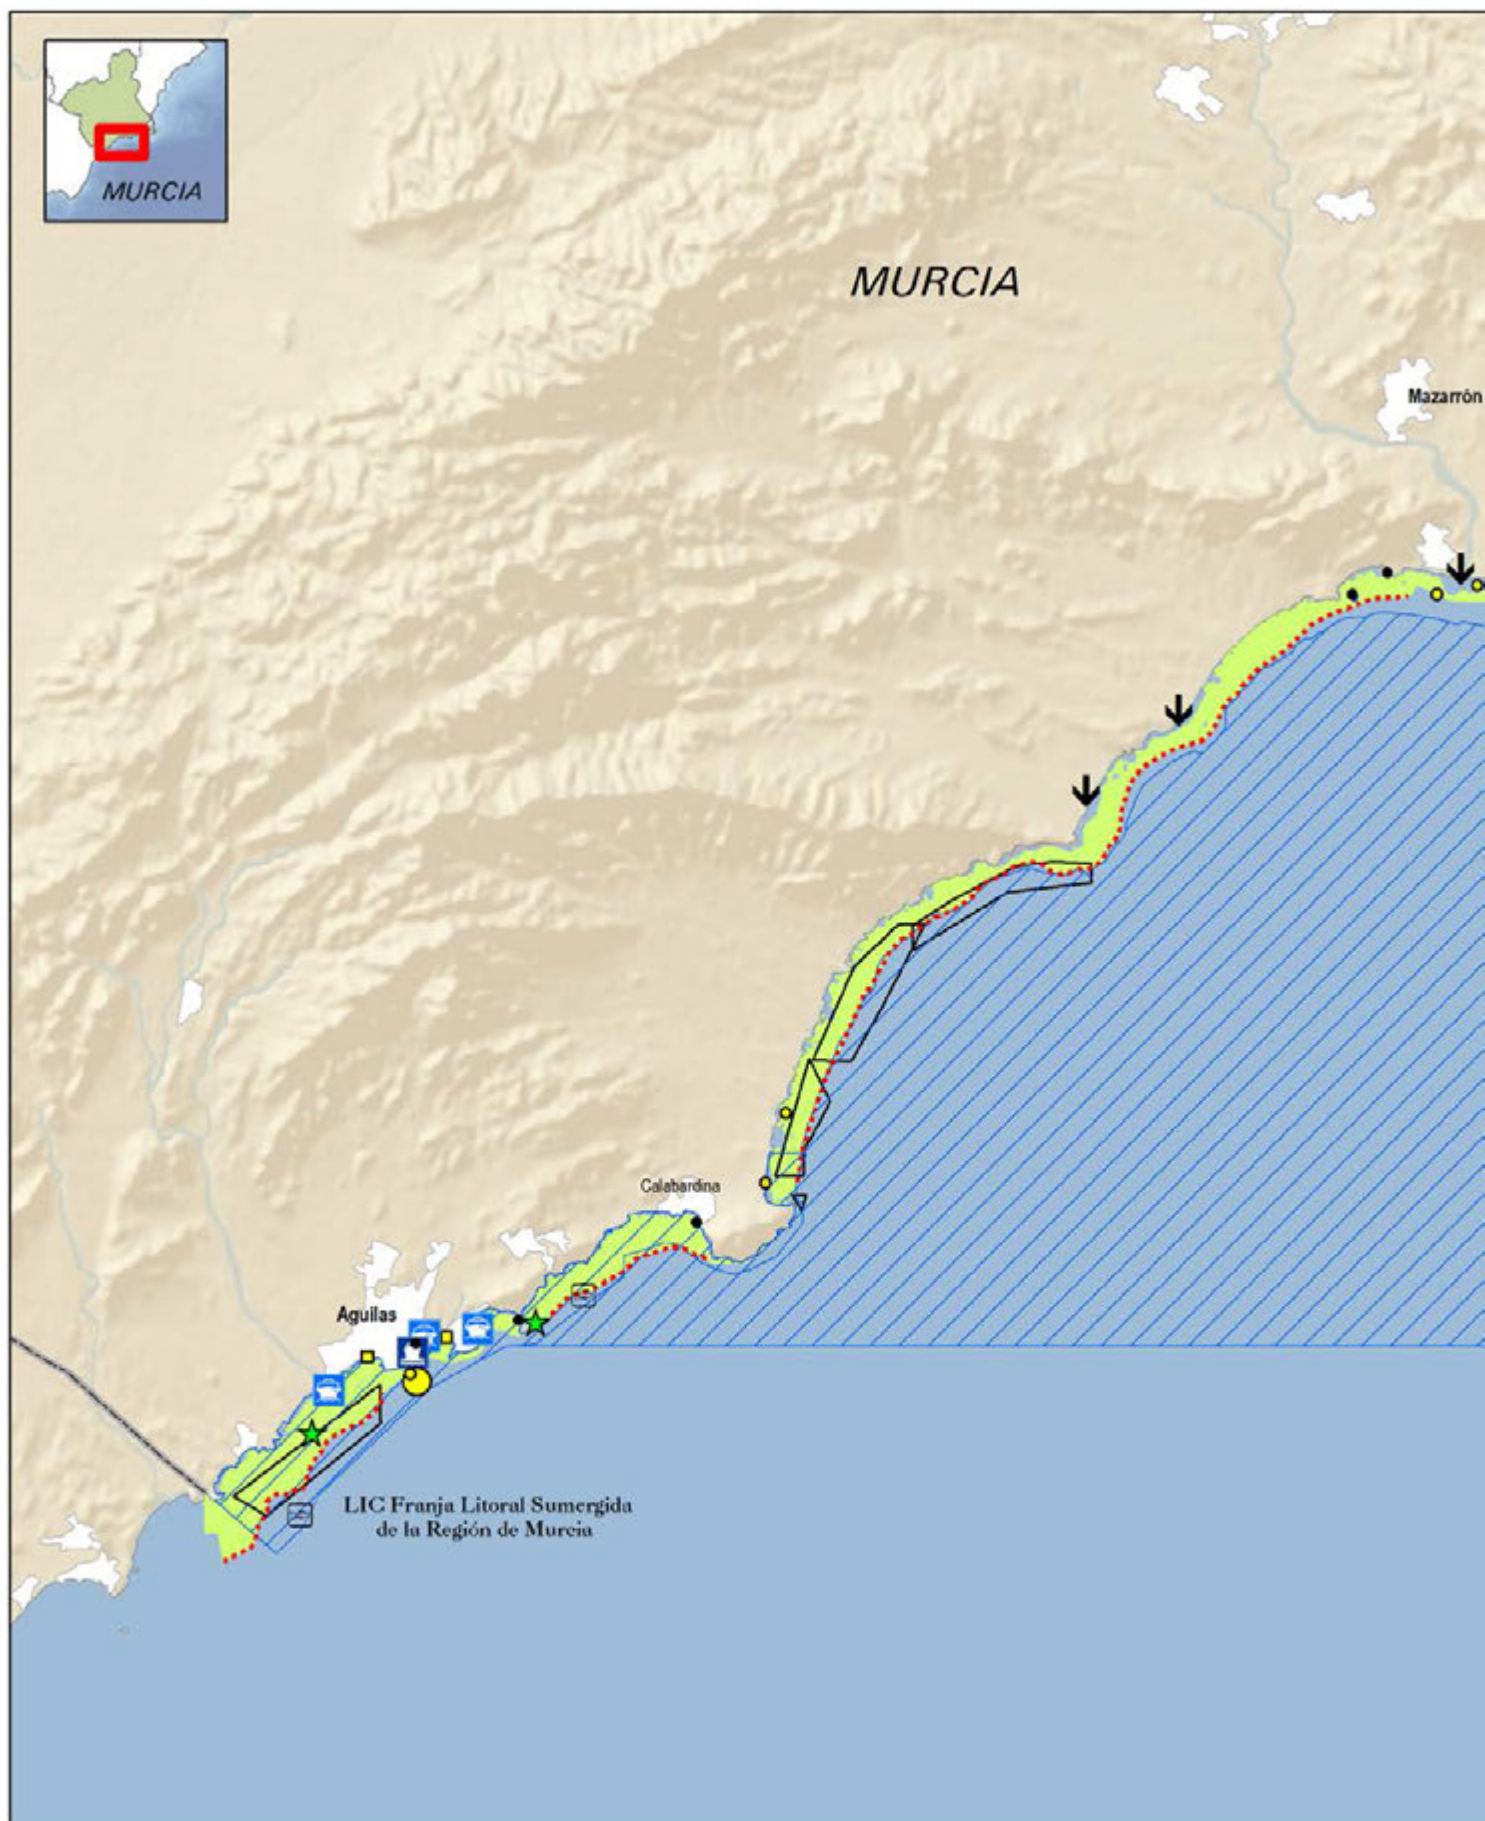 MURCIA
MURCIA
Mazarrón
Calabardina
Aguilas
LIC Franja Litoral Sumergida
de la Región de Murcia